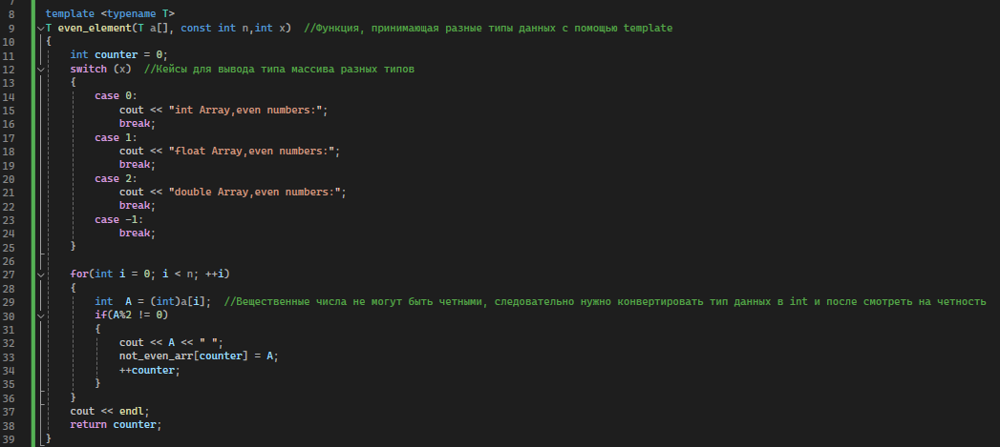 7
8 template <typename T>
9 T even_element(T a[], const int n,int x)  //Функция, принимающая разные типы данных с помощью template
10 {
11     int counter = 0;
12     switch (x)  //Кейсы для вывода типа массива разных типов
13     {
14         case 0:
15             cout << "int Array,even numbers:";
16             break;
17         case 1:
18             cout << "float Array,even numbers:";
19             break;
20         case 2:
21             cout << "double Array,even numbers:";
22             break;
23         case -1:
24             break;
25     }
26
27     for(int i = 0; i < n; ++i)
28     {
29         int  A = (int)a[i];  //Вещественные числа не могут быть четными, следовательно нужно конвертировать тип данных в int и после смотреть на четность
30         if(A%2 != 0)
31         {
32             cout << A << " ";
33             not_even_arr[counter] = A;
34             ++counter;
35         }
36     }
37     cout << endl;
38     return counter;
39 }